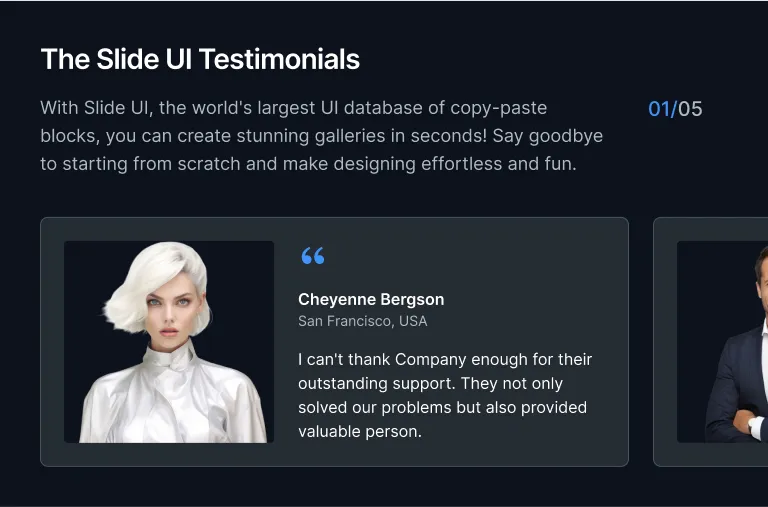 The Slide UI Testimonials
With Slide UI, the world's largest UI database of copy-paste
blocks, you can create stunning galleries in seconds! Say goodbye
to starting from scratch and make designing effortless and fun.
01/05
“
Cheyenne Bergson
San Francisco, USA
I can't thank Company enough for their
outstanding support. They not only
solved our problems but also provided
valuable person.